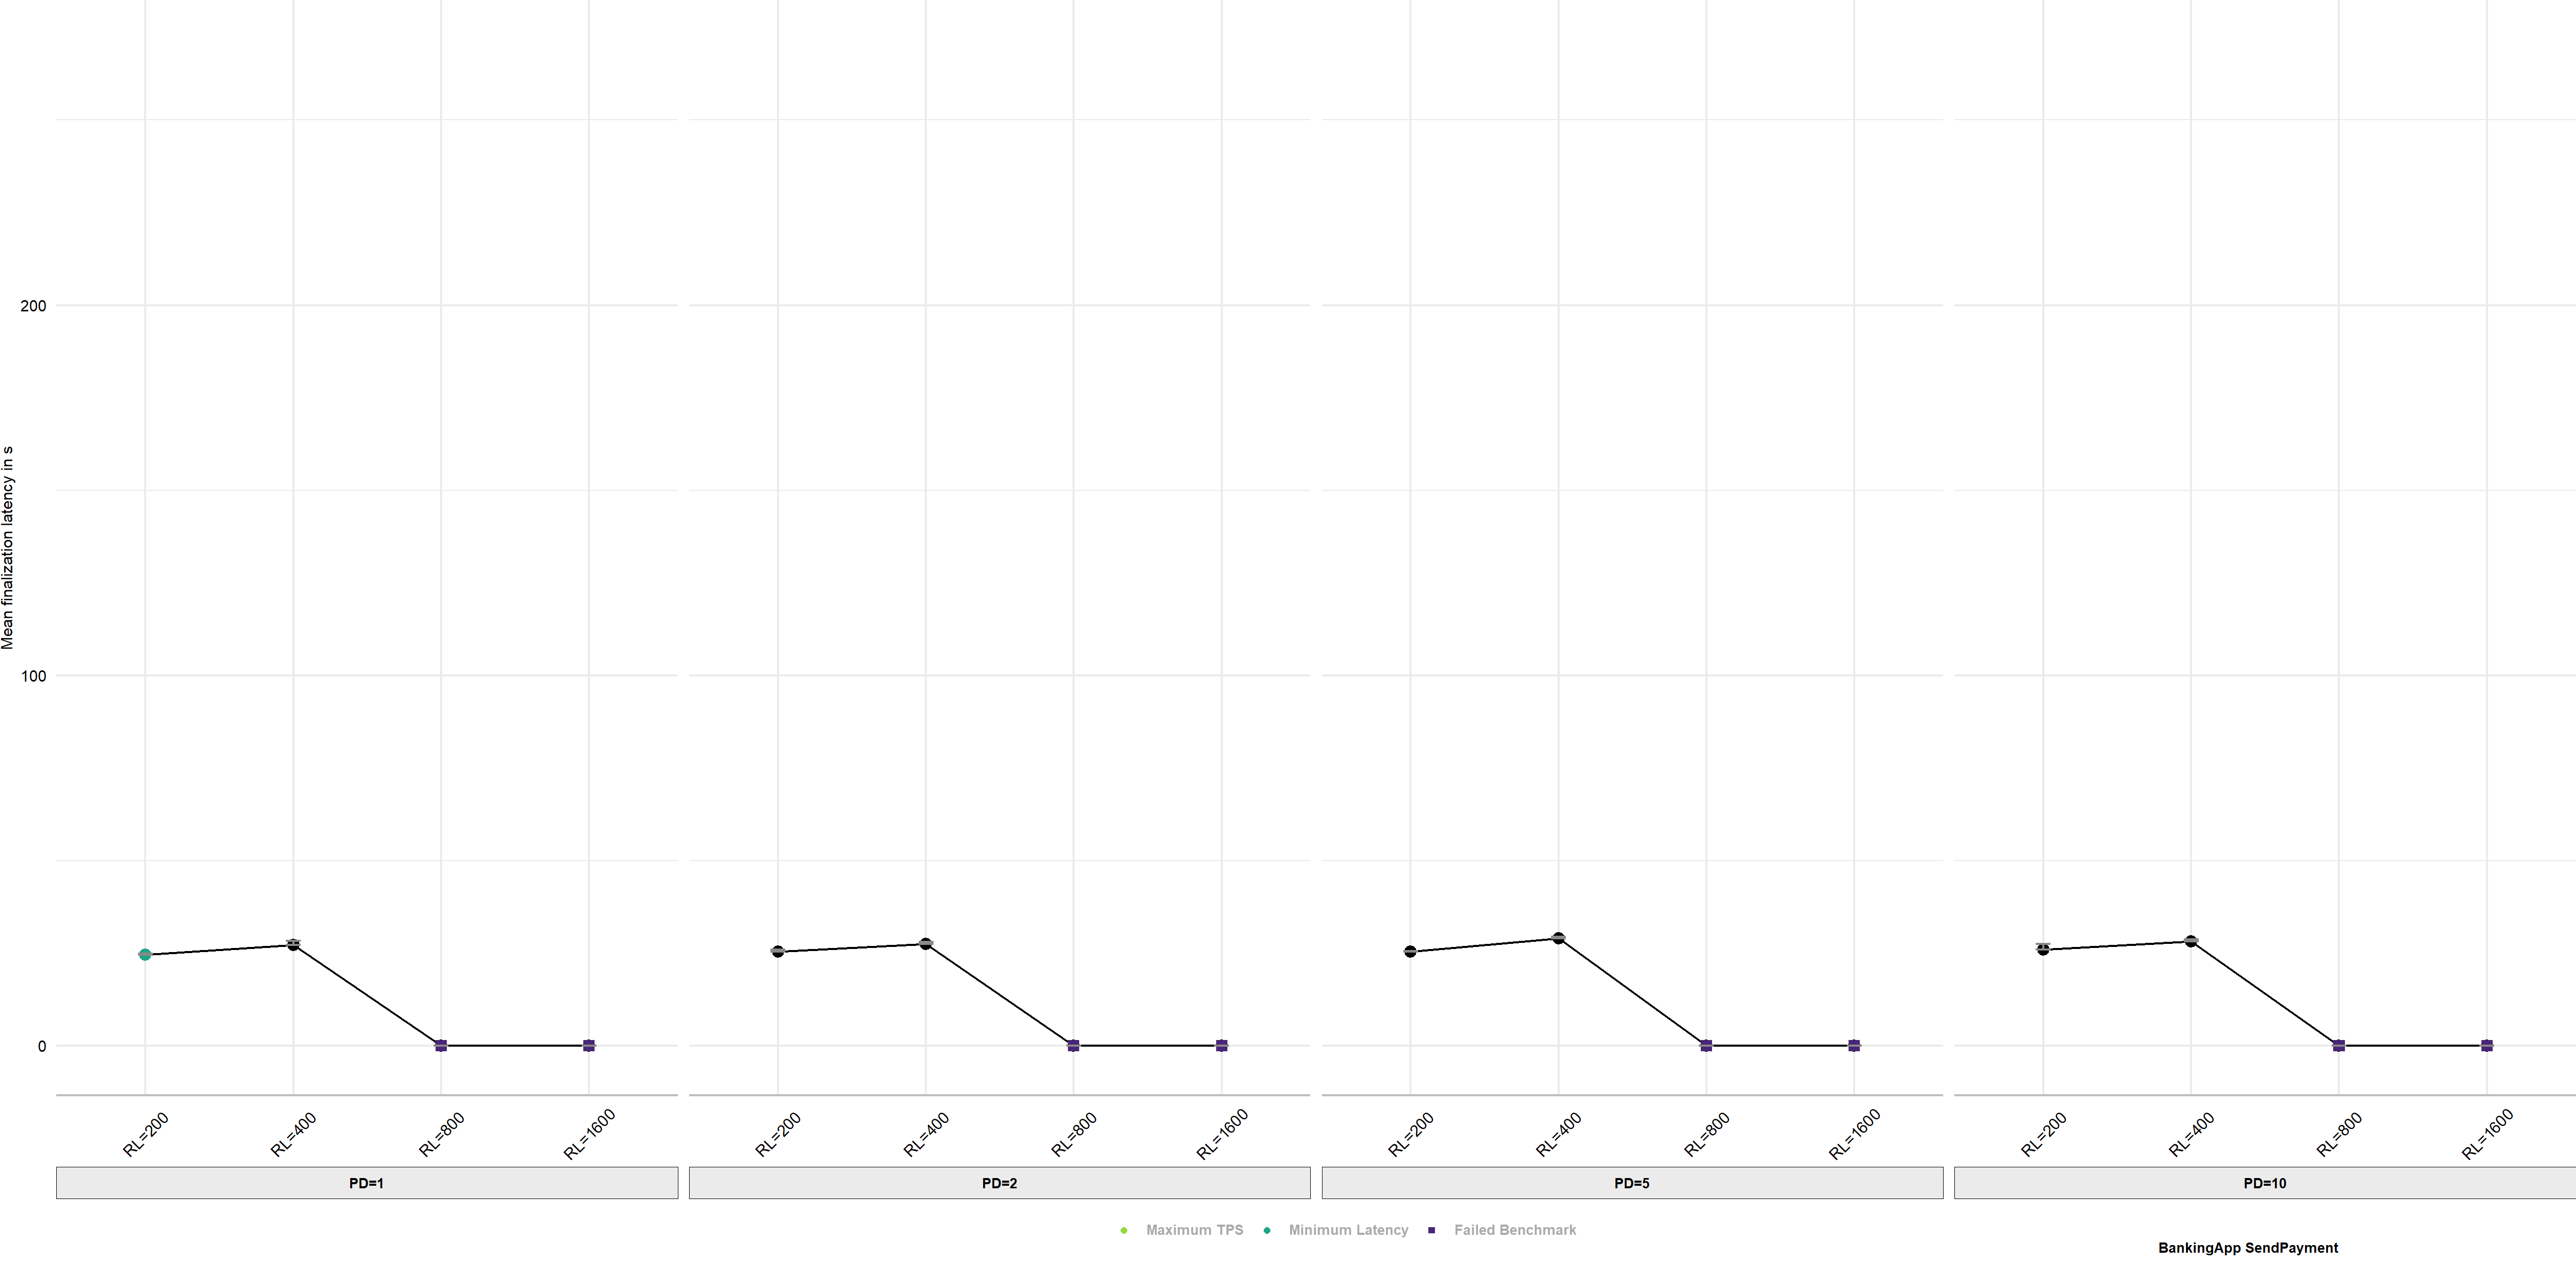 Mean finalization latency in s
200
100
0
RL=200 RL=400 RL=800 RL=1600 RL=200 RL=400 RL=800 RL=1600 RL=200 RL=400 RL=800 RL=1600 RL=200 RL=400 RL=800 RL=1600
PD=1 PD=2 PD=5 PD=10
Maximum TPS Minimum Latency Failed Benchmark
BankingApp SendPayment